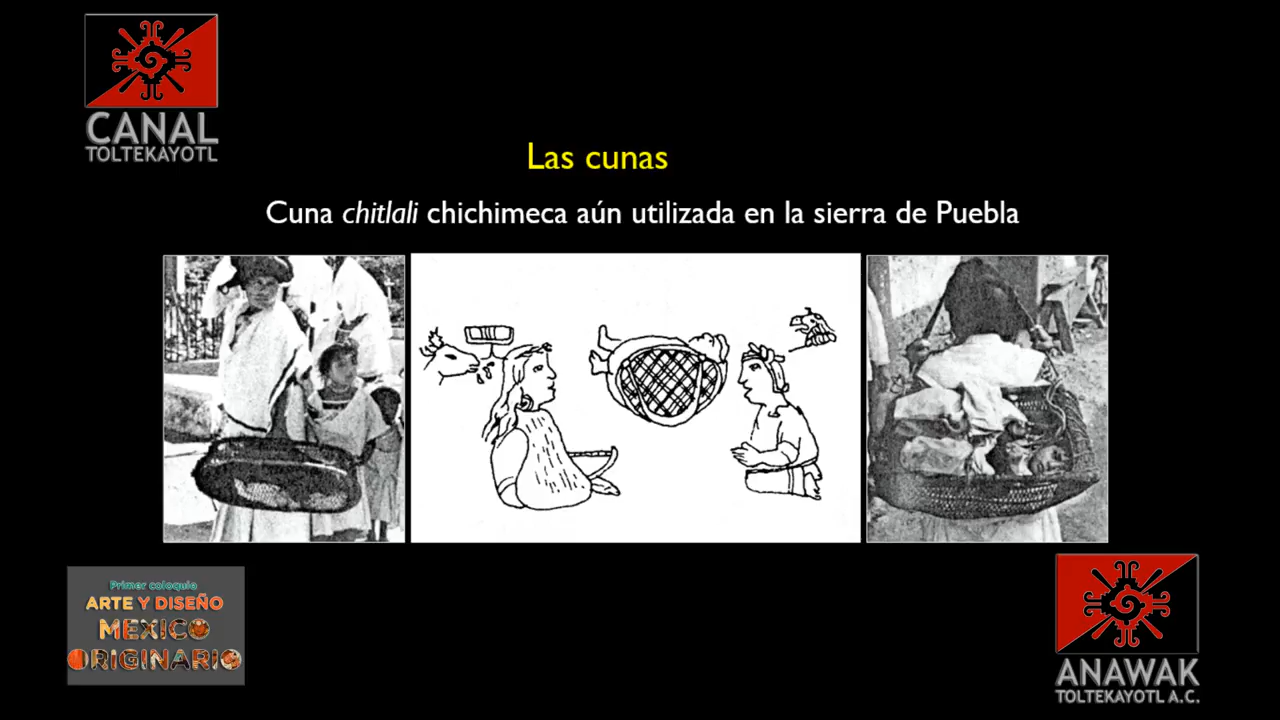 CANAL
TOLTEKAYOTL
Las cunas
Cuna chitlali chichimeca aún utilizada en la sierra de Puebla
Primer coloquio
ARTE Y DISEÑO
MEXICO
ORIGINARIO
ANAWAK
TOLTEKAYOTL A.C.